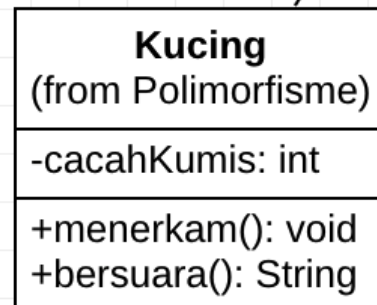 Kucing
(from Polimorfisme)
-cacahKumis: int
+menerkam(): void
+bersuara(): String